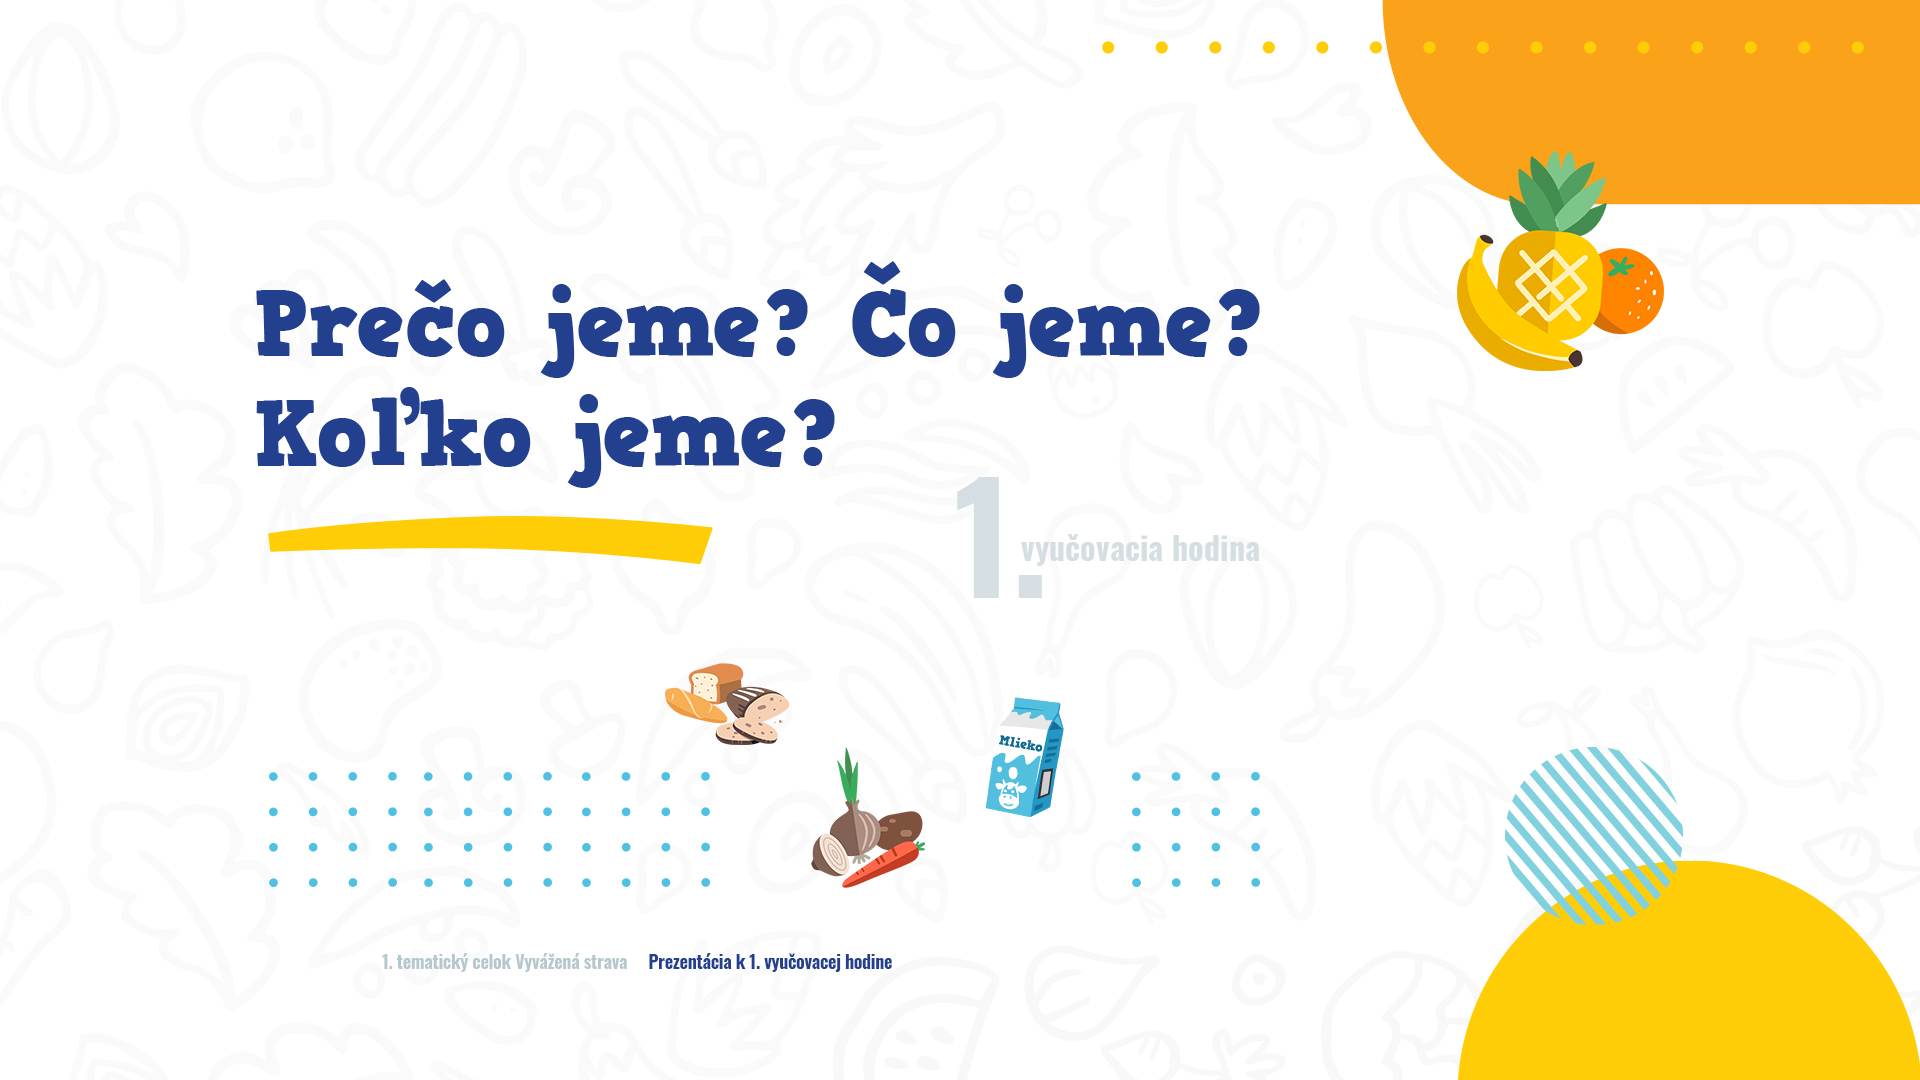 Prečo jeme? Čo jeme?
Koľko jeme?
1. vyučovacia hodina
Mlieko
1. tematický celok Vyvážená strava Prezentácia k 1. vyučovacej hodine